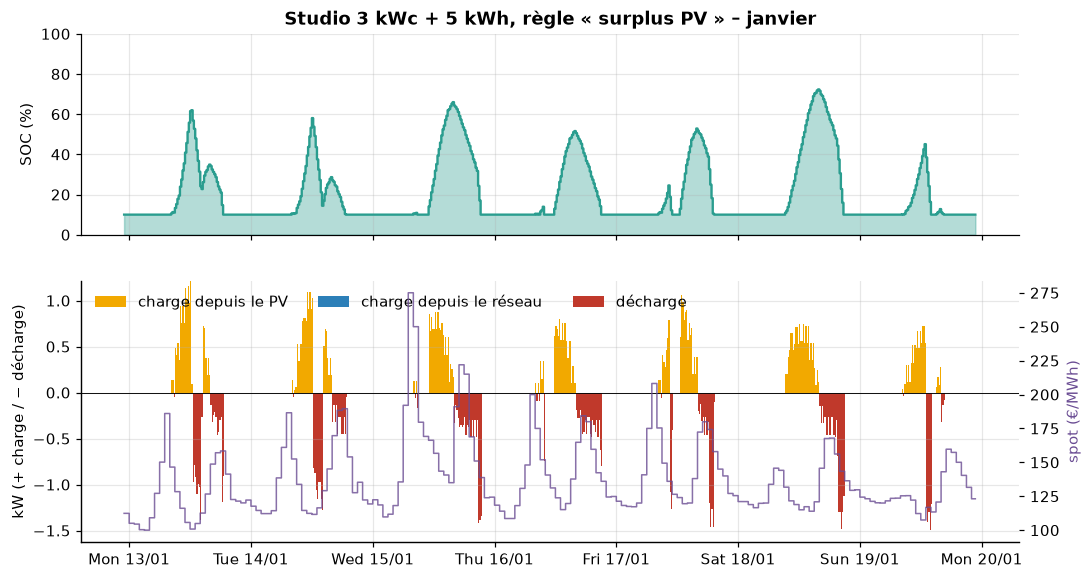 Studio 3 kWc + 5 kWh, règle « surplus PV » – janvier
100
80
60
40
20
0
SOC (%)
charge depuis le PV
charge depuis le réseau
décharge
1.0
0.5
0.0
−0.5
−1.0
−1.5
kW (+ charge / − décharge)
275
250
225
200
175
150
125
100
spot (€/MWh)
Mon 13/01
Tue 14/01
Wed 15/01
Thu 16/01
Fri 17/01
Sat 18/01
Sun 19/01
Mon 20/01